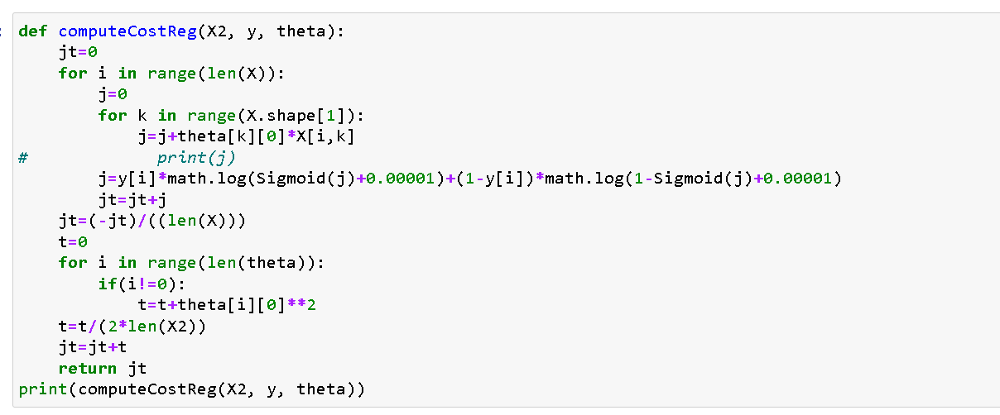 : def computeCostReg(X2, y, theta):
    jt=0
    for i in range(len(X)):
        j=0
        for k in range(X.shape[1]):
            j=j+theta[k][0]*X[i,k]
#             print(j)
        j=y[i]*math.log(Sigmoid(j)+0.00001)+(1-y[i])*math.log(1-Sigmoid(j)+0.00001)
        jt=jt+j
    jt=(-jt)/((len(X)))
    t=0
    for i in range(len(theta)):
        if(i!=0):
            t=t+theta[i][0]**2
    t=t/(2*len(X2))
    jt=jt+t
    return jt
print(computeCostReg(X2, y, theta))